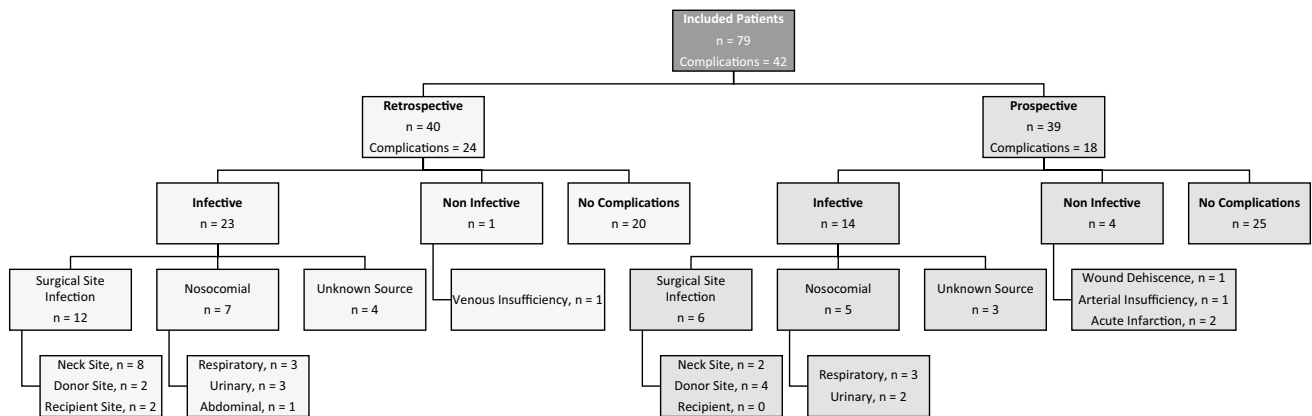 Included Patients
n = 79
Complications = 42
Retrospective
n = 40
Complications = 24
Prospective
n = 39
Complications = 18
Infective
n = 23
Non Infective
n = 1
No Complications
n = 20
Infective
n = 14
Non Infective
n = 4
No Complications
n = 25
Surgical Site
Infection
n = 12
Nosocomial
n = 7
Unknown Source
n = 4
Venous Insufficiency, n = 1
Surgical Site
Infection
n = 6
Nosocomial
n = 5
Unknown Source
n = 3
Wound Dehiscence, n = 1
Arterial Insufficiency, n = 1
Acute Infarction, n = 2
Neck Site, n = 8
Donor Site, n = 2
Recipient Site, n = 2
Respiratory, n = 3
Urinary, n = 3
Abdominal, n = 1
Neck Site, n = 2
Donor Site, n = 4
Recipient, n = 0
Respiratory, n = 3
Urinary, n = 2